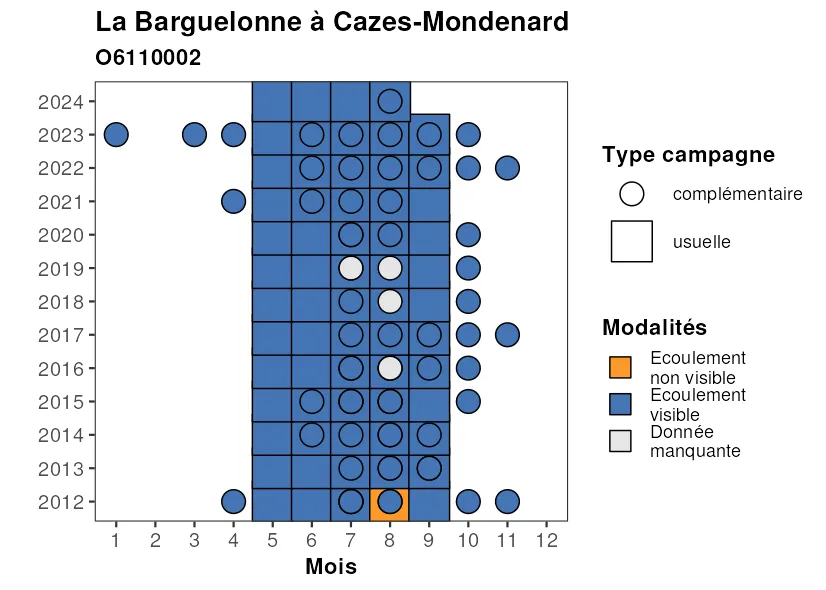 La Barguelonne à Cazes-Mondenard
O6110002
2024
2023
2022
2021
2020
2019
2018
2017
2016
2015
2014
2013
2012
1 2 3 4 5 6 7 8 9 10 11 12
Mois
Type campagne
complémentaire
usuelle
Modalités
Ecoulement
non visible
Ecoulement
visible
Donnée
manquante